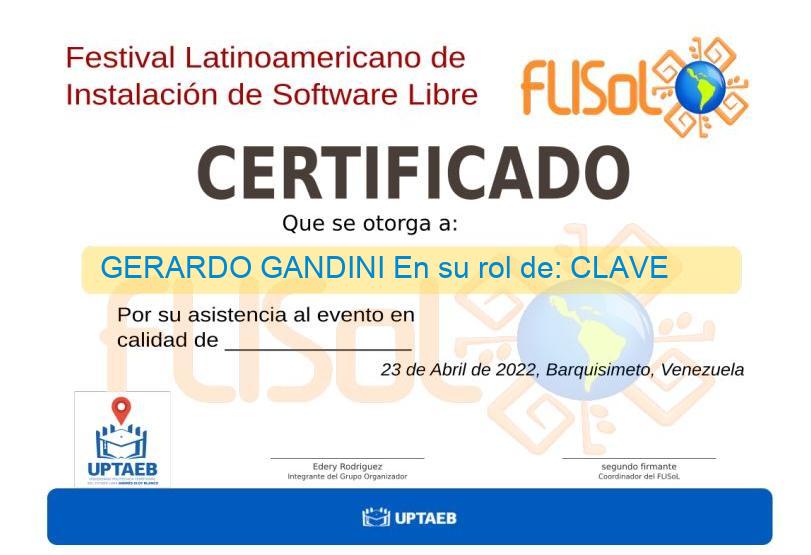 Festival Latinoamericano de
Instalación de Software Libre
FLISoL
CERTIFICADO
Que se otorga a:
GERARDO GANDINI En su rol de: CLAVE
Por su asistencia al evento en
calidad de _________________
23 de Abril de 2022, Barquisimeto, Venezuela
UPTAEB
Edery Rodriguez
Integrante del Grupo Organizador
segundo firmante
Coordinador del FLISoL
UPTAEB